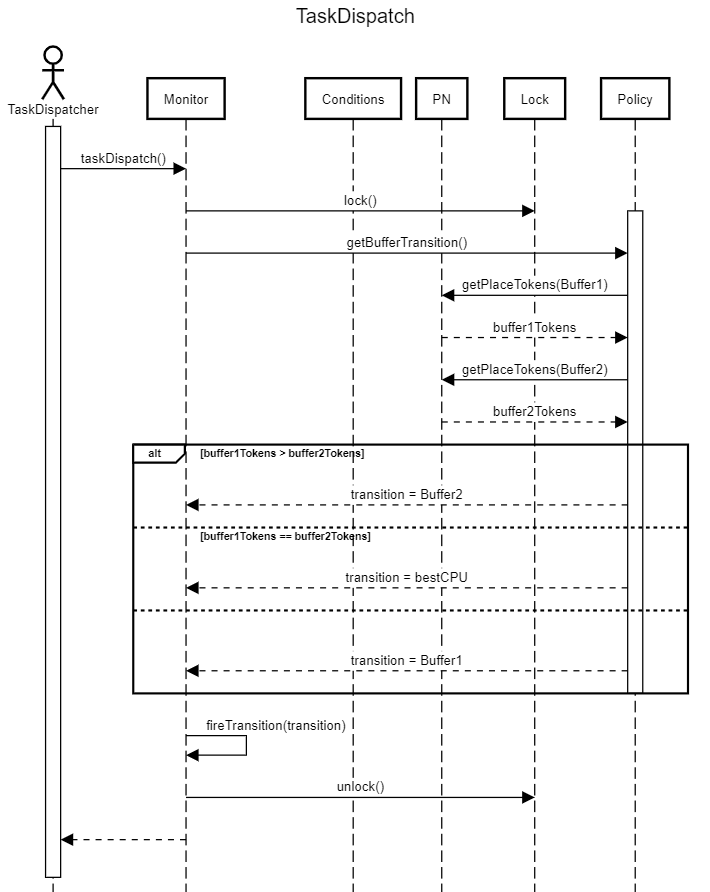 TaskDispatch
TaskDispatcher
Monitor
Conditions
PN
Lock
Policy
taskDispatch()
lock()
getBufferTransition()
getPlaceTokens(Buffer1)
buffer1Tokens
getPlaceTokens(Buffer2)
buffer2Tokens
alt
[buffer1Tokens > buffer2Tokens]
transition = Buffer2
[buffer1Tokens == buffer2Tokens]
transition = bestCPU
transition = Buffer1
fireTransition(transition)
unlock()